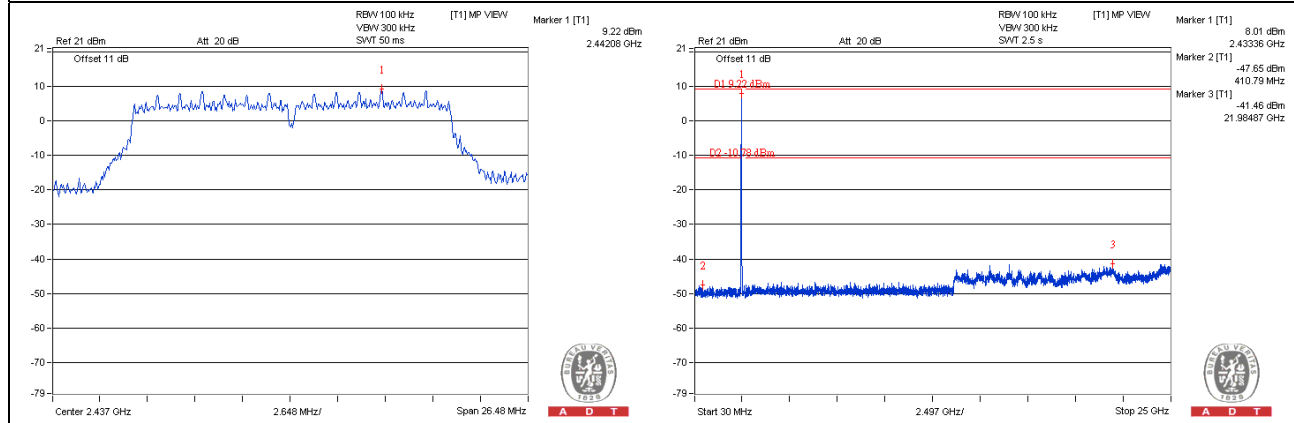 RBW 100 kHz [T1] MP VIEW
VBW 300 kHz
Ref 21 dBm Att 20 dB SWT 50 ms
Marker 1 [T1]
9.22 dBm
2.44208 GHz
21
Offset 11 dB
1
10
0
-10
-20
-30
-40
-50
-60
-70
-79
Center 2.437 GHz 2.648 MHz/ Span 26.48 MHz
BUREAU VERITAS
1828
A D T
RBW 100 kHz [T1] MP VIEW
VBW 300 kHz
Ref 21 dBm Att 20 dB SWT 2.5 s
Marker 1 [T1]
8.01 dBm
2.43336 GHz
Marker 2 [T1]
-47.65 dBm
410.79 MHz
Marker 3 [T1]
-41.46 dBm
21.98487 GHz
21
Offset 11 dB
1
D1 9.22 dBm
10
0
D2 -10.78 dBm
-10
-20
-30
-40
3
2
-50
-60
-70
-79
Start 30 MHz 2.497 GHz/ Stop 25 GHz
BUREAU VERITAS
1828
A D T